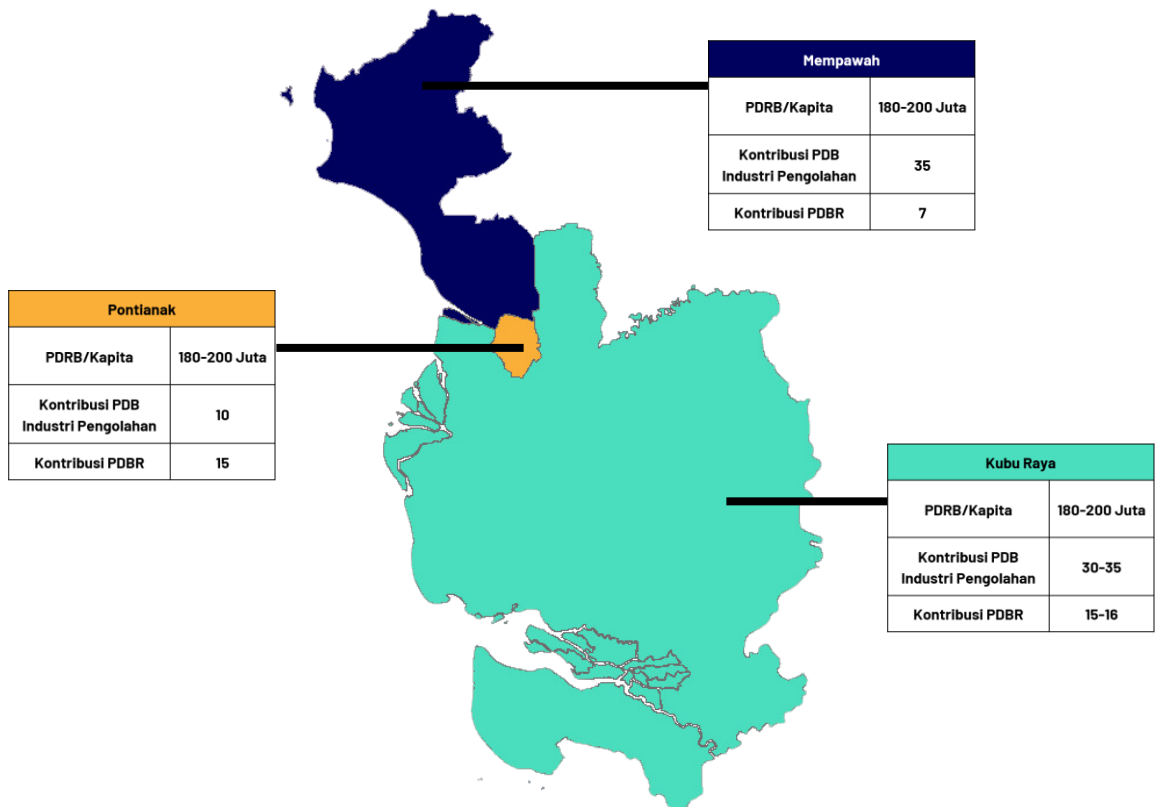 Mempawah
PDRB/Kapita 180-200 Juta
Kontribusi PDB
Industri Pengolahan 35
Kontribusi PDBR 7
Pontianak
PDRB/Kapita 180-200 Juta
Kontribusi PDB
Industri Pengolahan 10
Kontribusi PDBR 15
Kubu Raya
PDRB/Kapita 180-200 Juta
Kontribusi PDB
Industri Pengolahan 30-35
Kontribusi PDBR 15-16